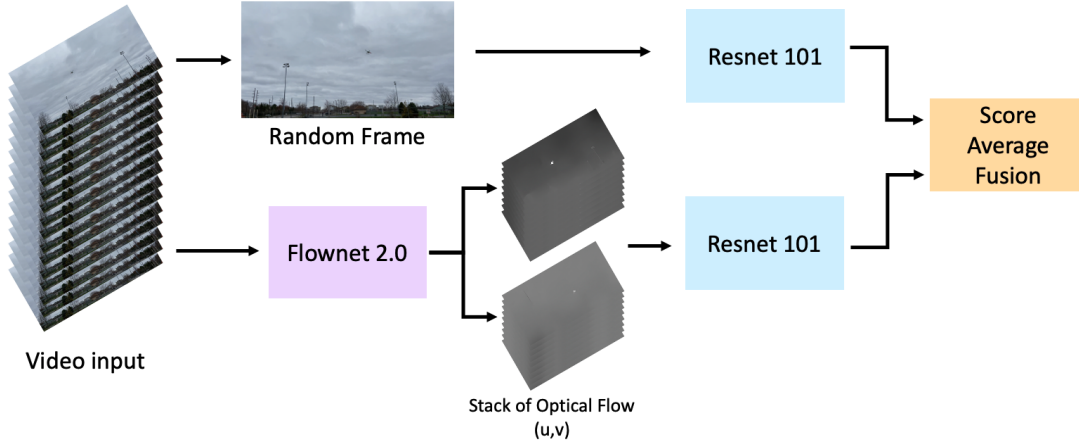 Resnet 101
Score
Average
Fusion
Random Frame
Flownet 2.0
Resnet 101
Video input
Stack of Optical Flow
(u,v)